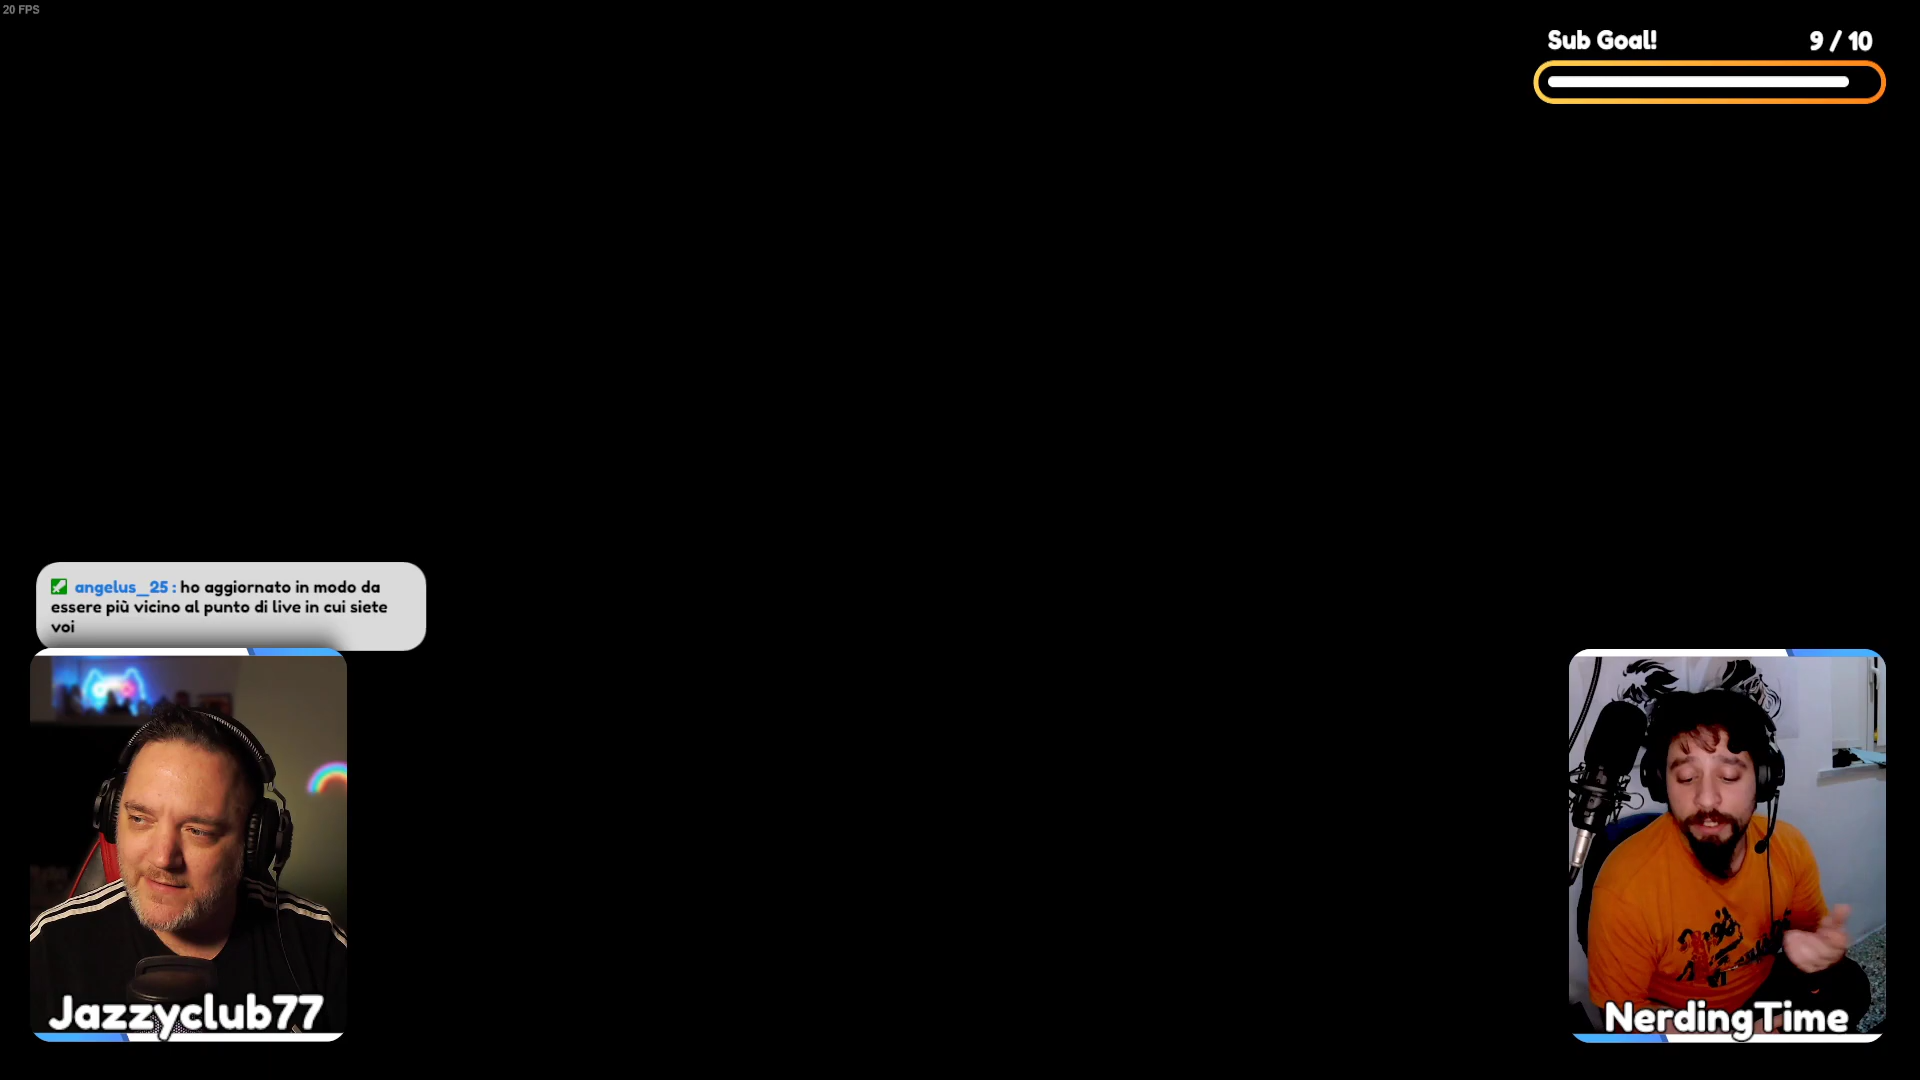 20 FPS
Sub Goal! 9 / 10
angelus_25 : ho aggiornato in modo da
essere più vicino al punto di live in cui siete
voi
Jazzyclub77
NerdingTime